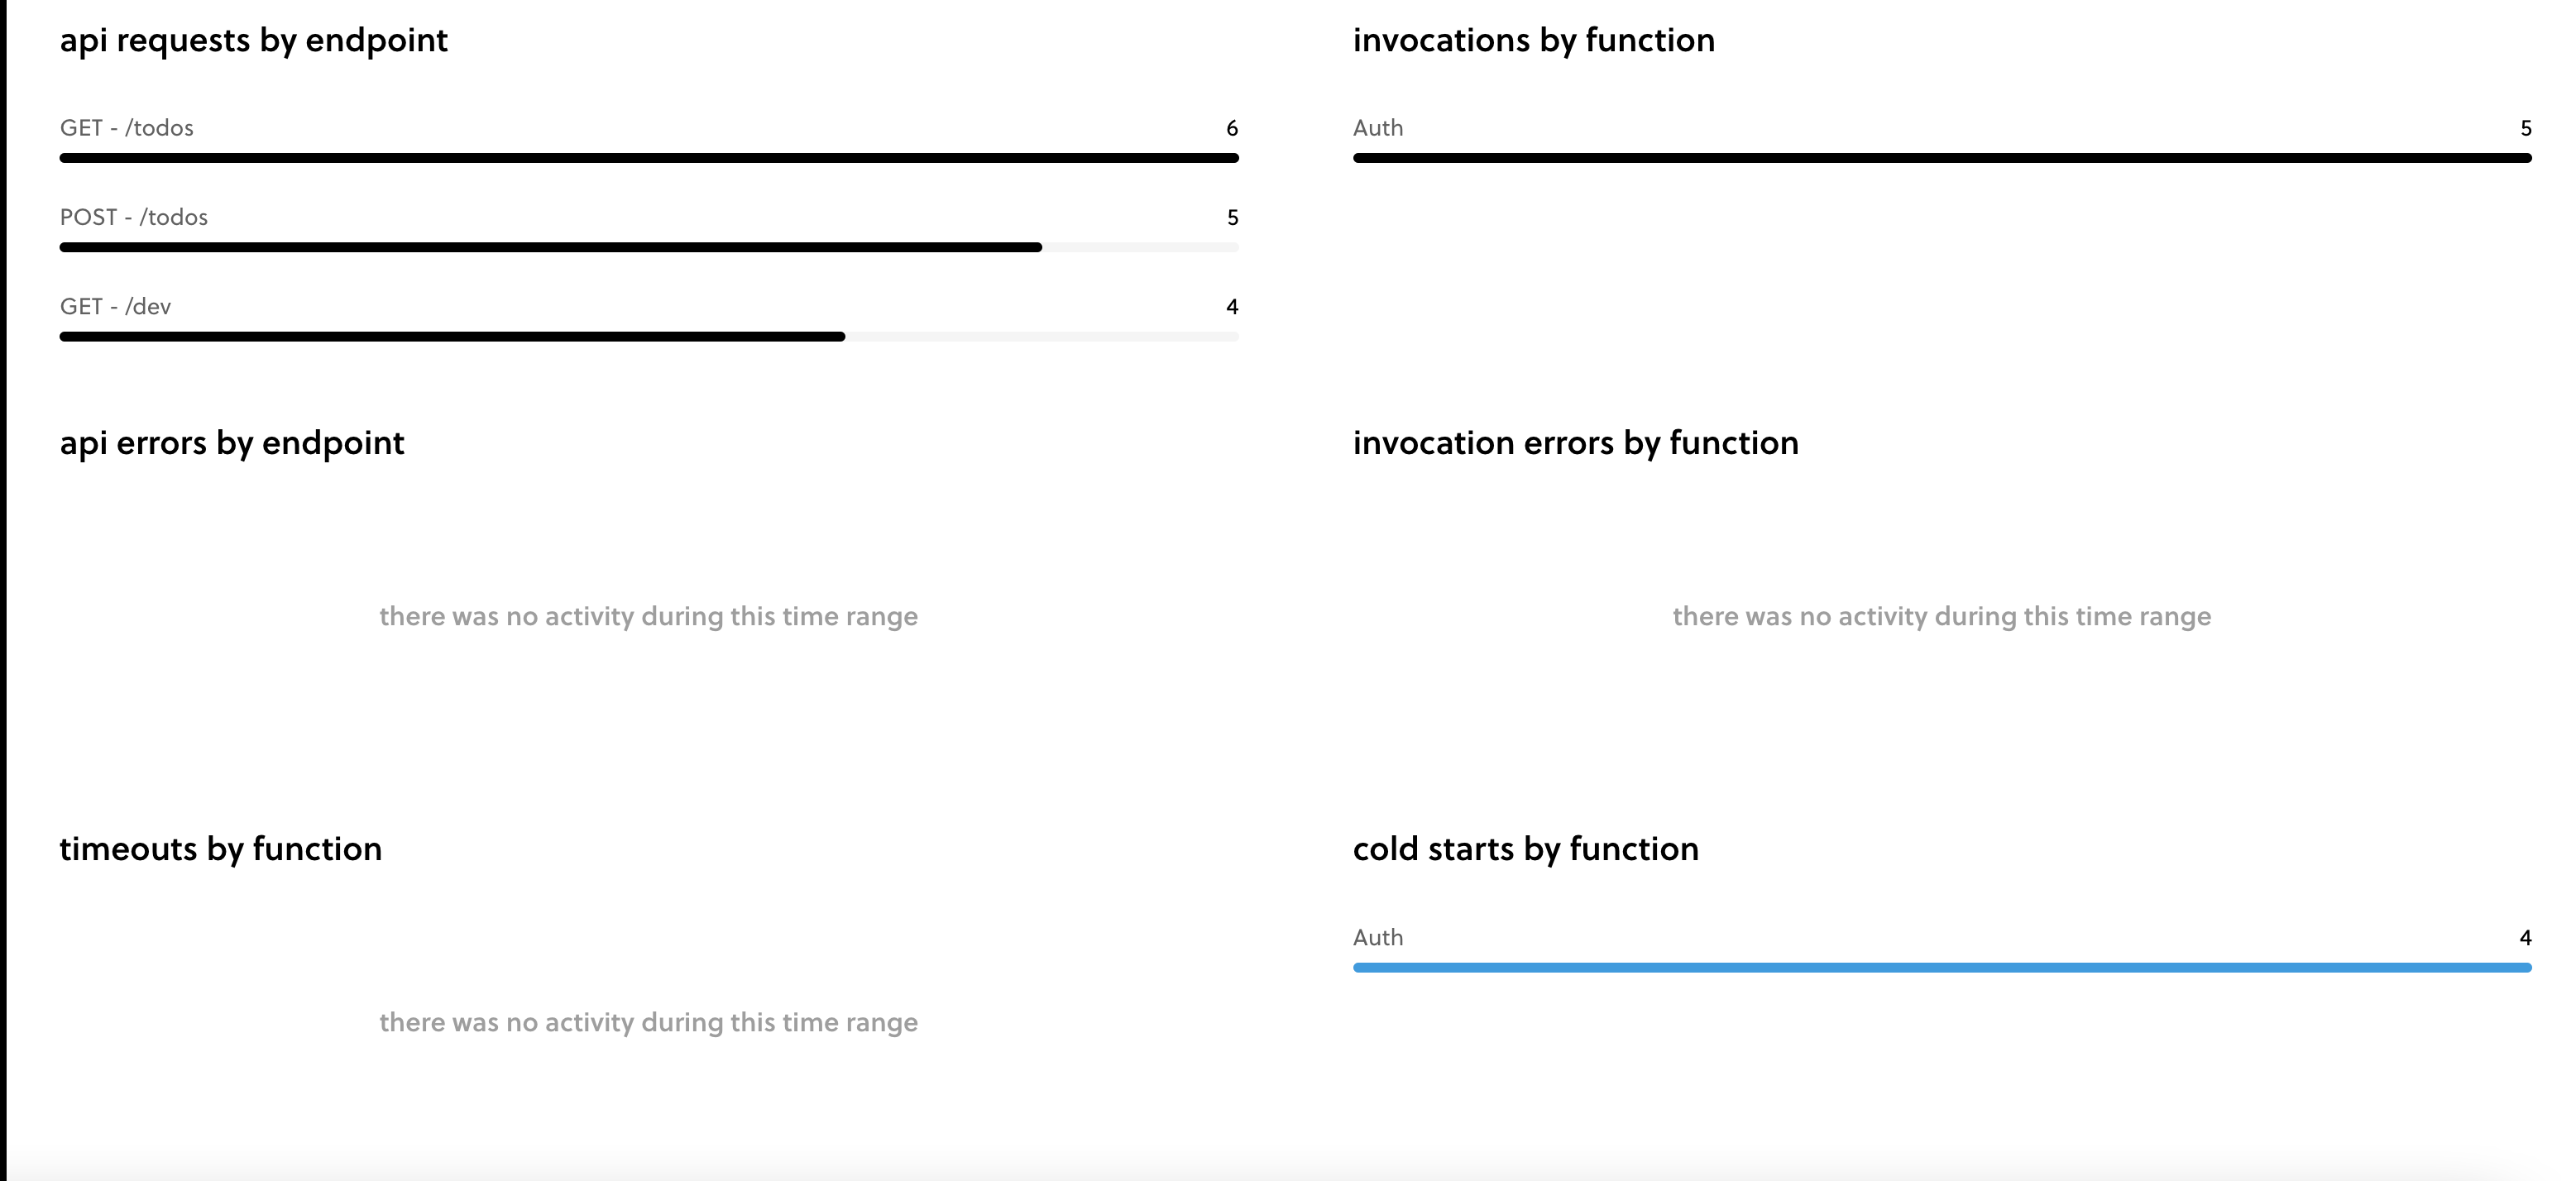 api requests by endpoint
GET - /todos 6
POST - /todos 5
GET - /dev 4
invocations by function
Auth 5
api errors by endpoint
there was no activity during this time range
invocation errors by function
there was no activity during this time range
timeouts by function
there was no activity during this time range
cold starts by function
Auth 4